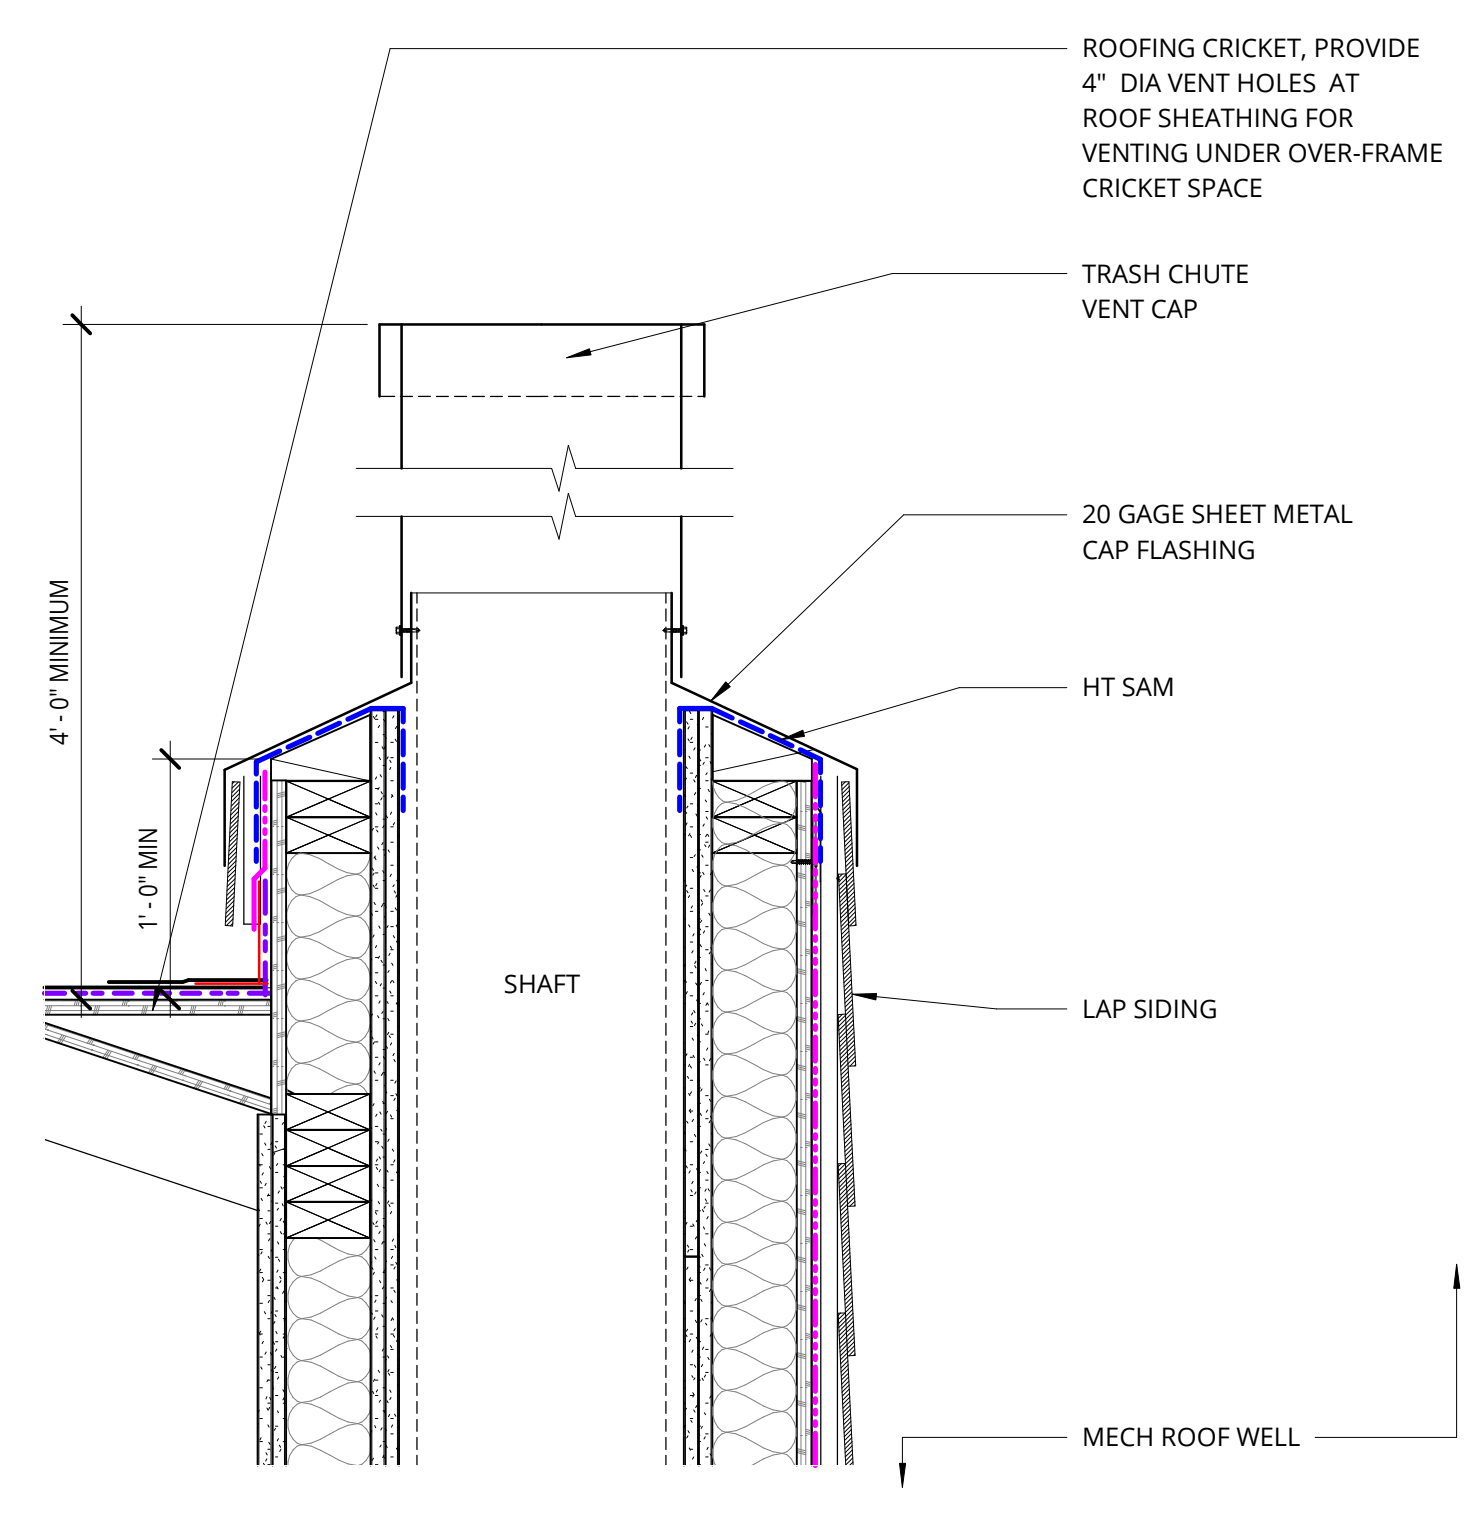 ROOFING CRICKET, PROVIDE
4" DIA VENT HOLES AT
ROOF SHEATHING FOR
VENTING UNDER OVER-FRAME
CRICKET SPACE
TRASH CHUTE
VENT CAP
20 GAGE SHEET METAL
CAP FLASHING
4' - 0" MINIMUM
HT SAM
1' - 0" MIN
SHAFT
LAP SIDING
MECH ROOF WELL